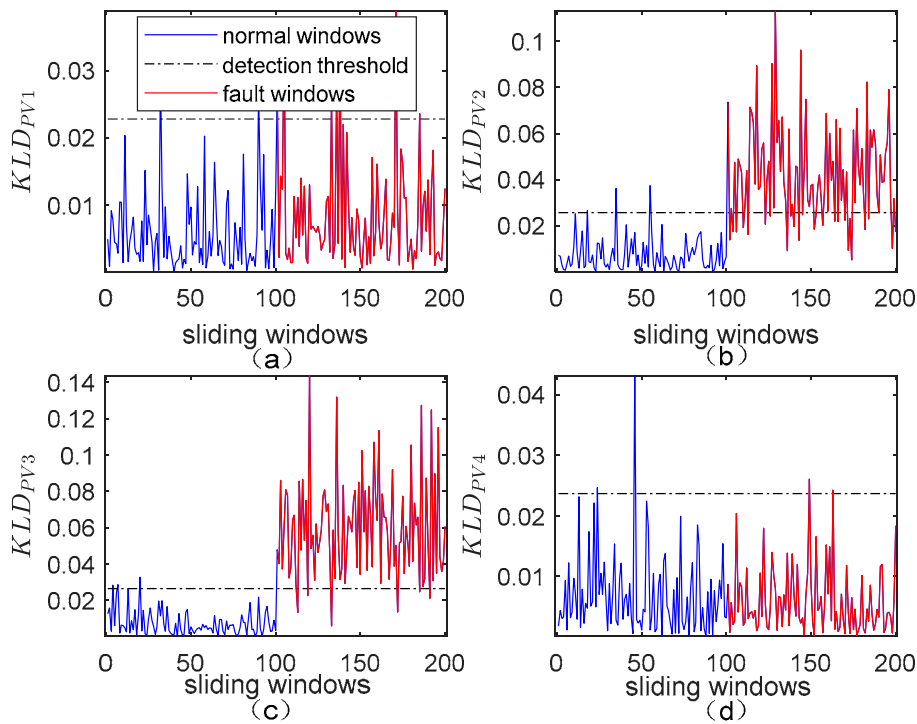 normal windows
detection threshold
fault windows
KLD_PV1
0.03
0.02
0.01
0 50 100 150 200
sliding windows
(a)
KLD_PV2
0.1
0.08
0.06
0.04
0.02
0 50 100 150 200
sliding windows
(b)
KLD_PV3
0.14
0.12
0.1
0.08
0.06
0.04
0.02
0 50 100 150 200
sliding windows
(c)
KLD_PV4
0.04
0.03
0.02
0.01
0 50 100 150 200
sliding windows
(d)